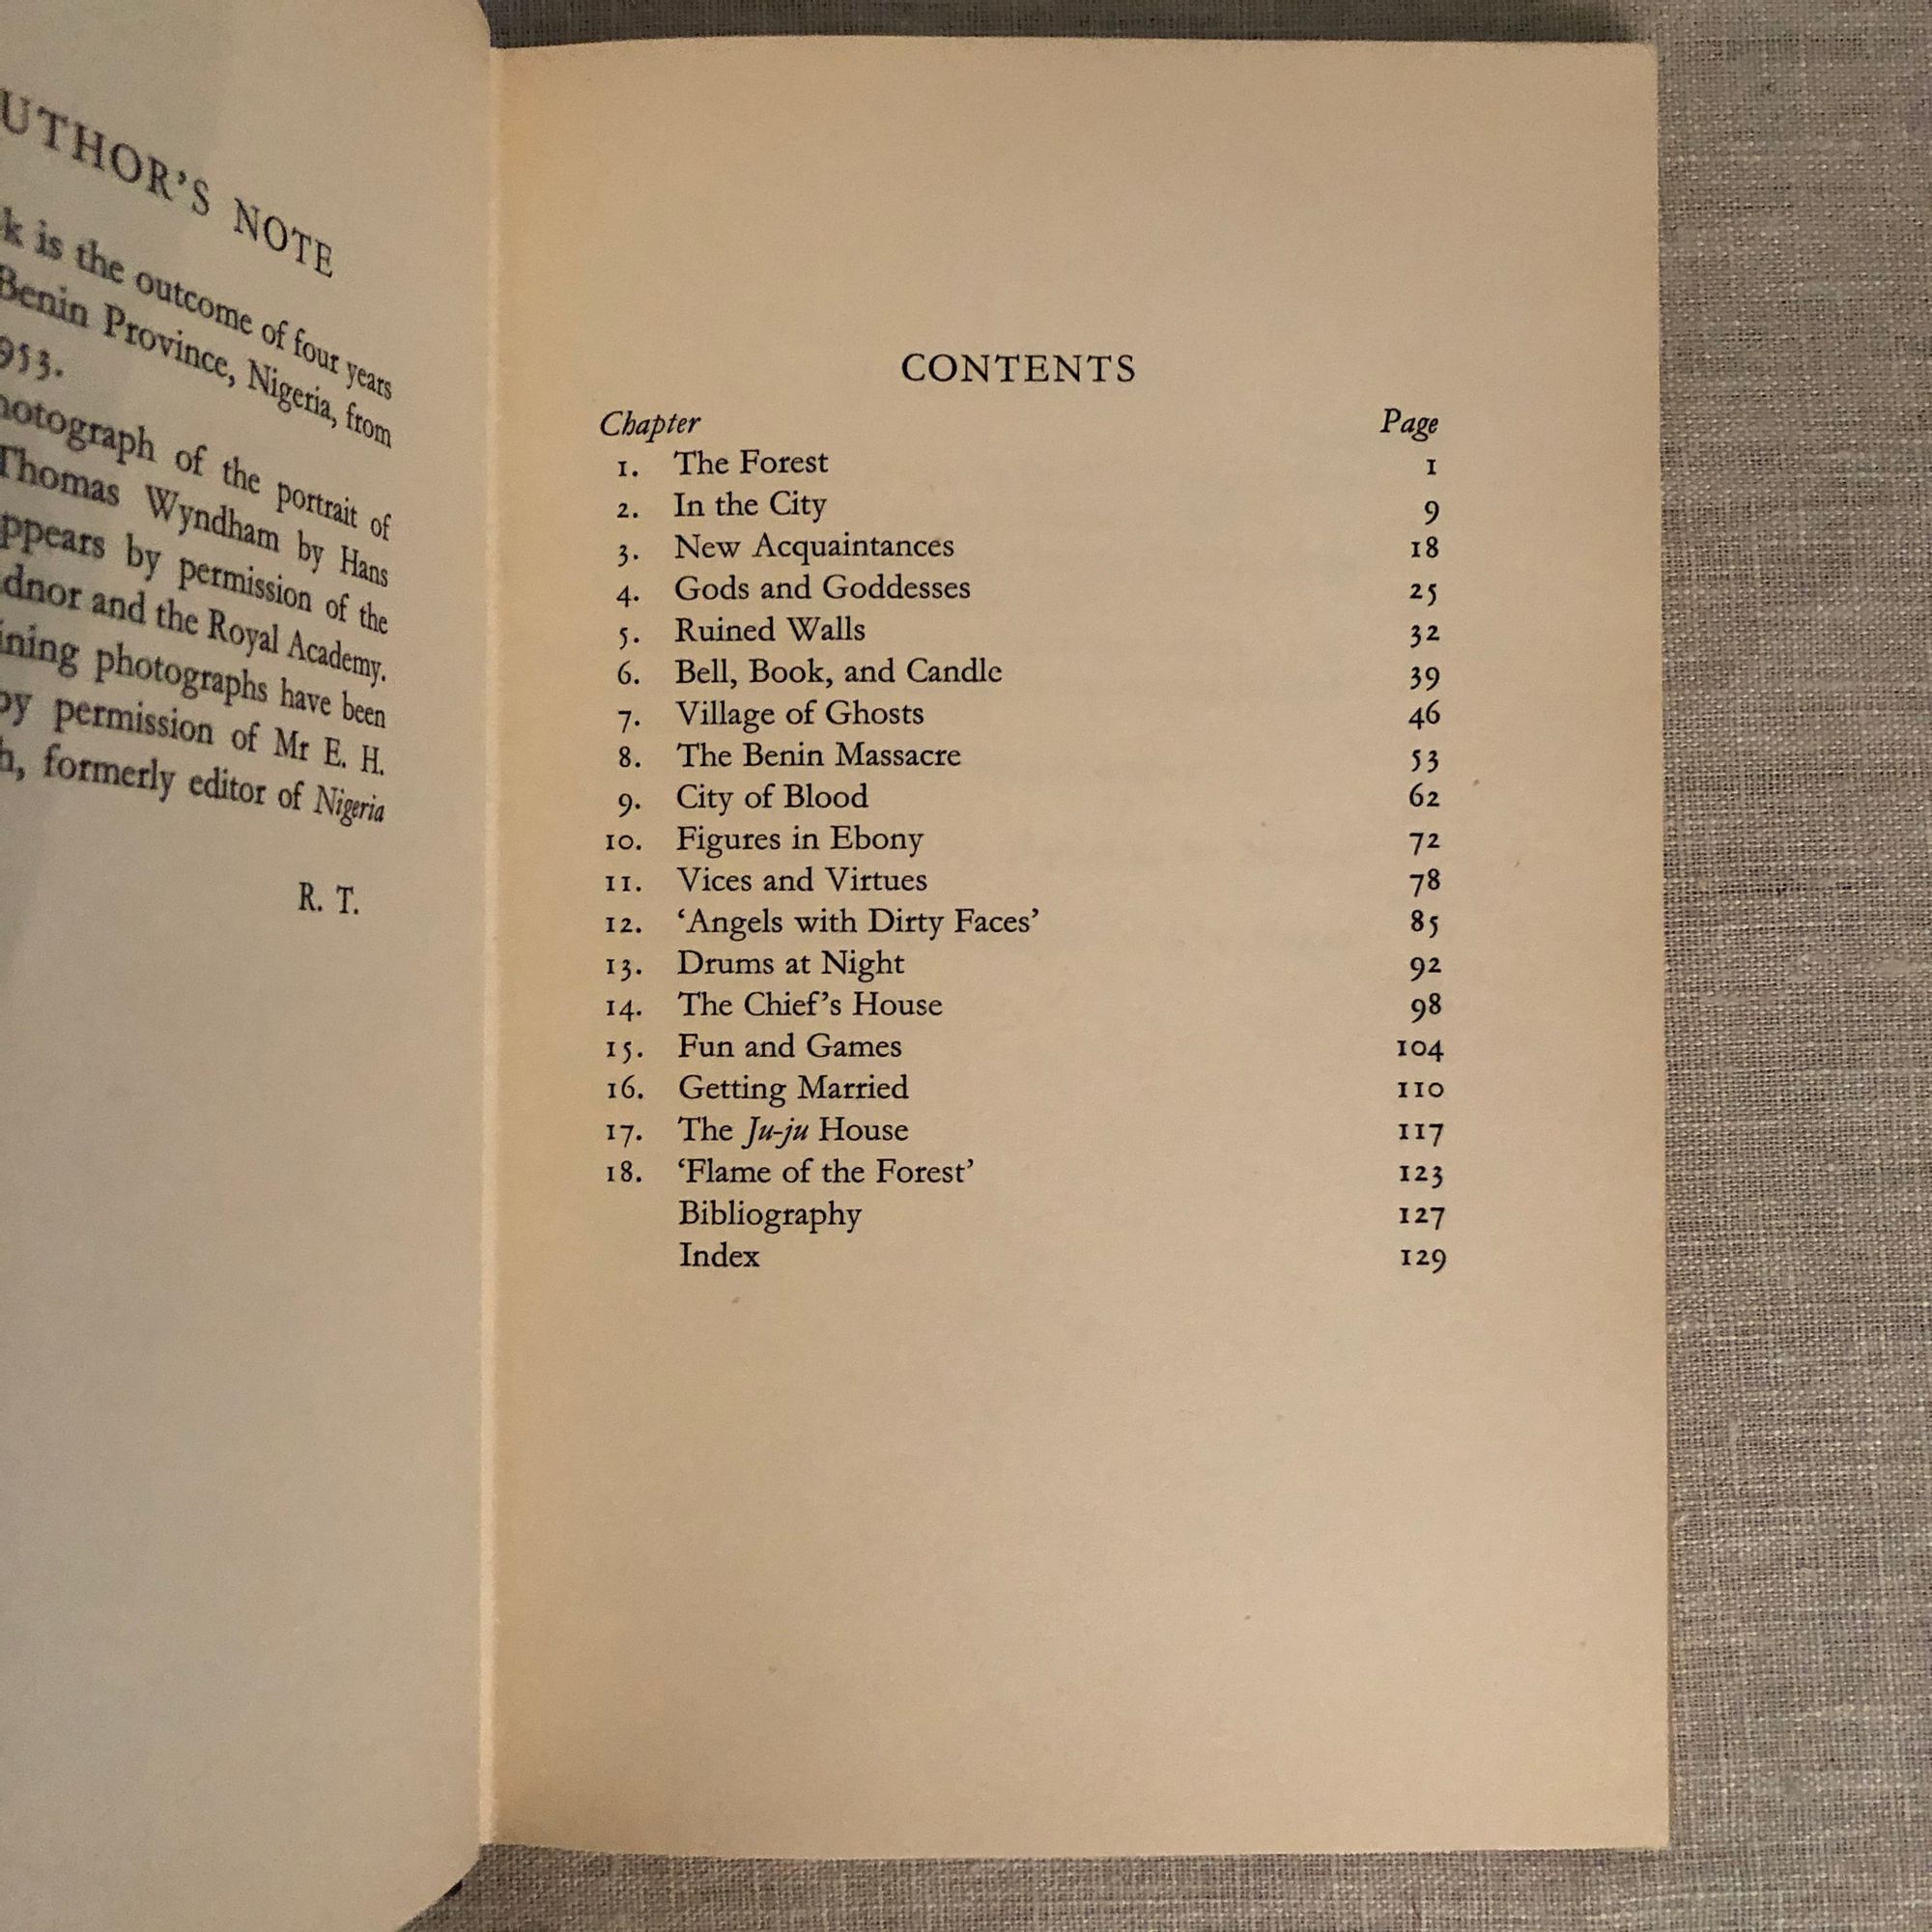 UTHOR'S NOTE
k is the outcome of four years
Benin Province, Nigeria, from
953.
hotograph of the portrait of
Thomas Wyndham by Hans
ppears by permission of the
dnor and the Royal Academy.
ining photographs have been
by permission of Mr E. H.
h, formerly editor of Nigeria
R. T.
CONTENTS
Chapter Page
1. The Forest 1
2. In the City 9
3. New Acquaintances 18
4. Gods and Goddesses 25
5. Ruined Walls 32
6. Bell, Book, and Candle 39
7. Village of Ghosts 46
8. The Benin Massacre 53
9. City of Blood 62
10. Figures in Ebony 72
11. Vices and Virtues 78
12. ‘Angels with Dirty Faces’ 85
13. Drums at Night 92
14. The Chief’s House 98
15. Fun and Games 104
16. Getting Married 110
17. The Ju-ju House 117
18. ‘Flame of the Forest’ 123
Bibliography 127
Index 129